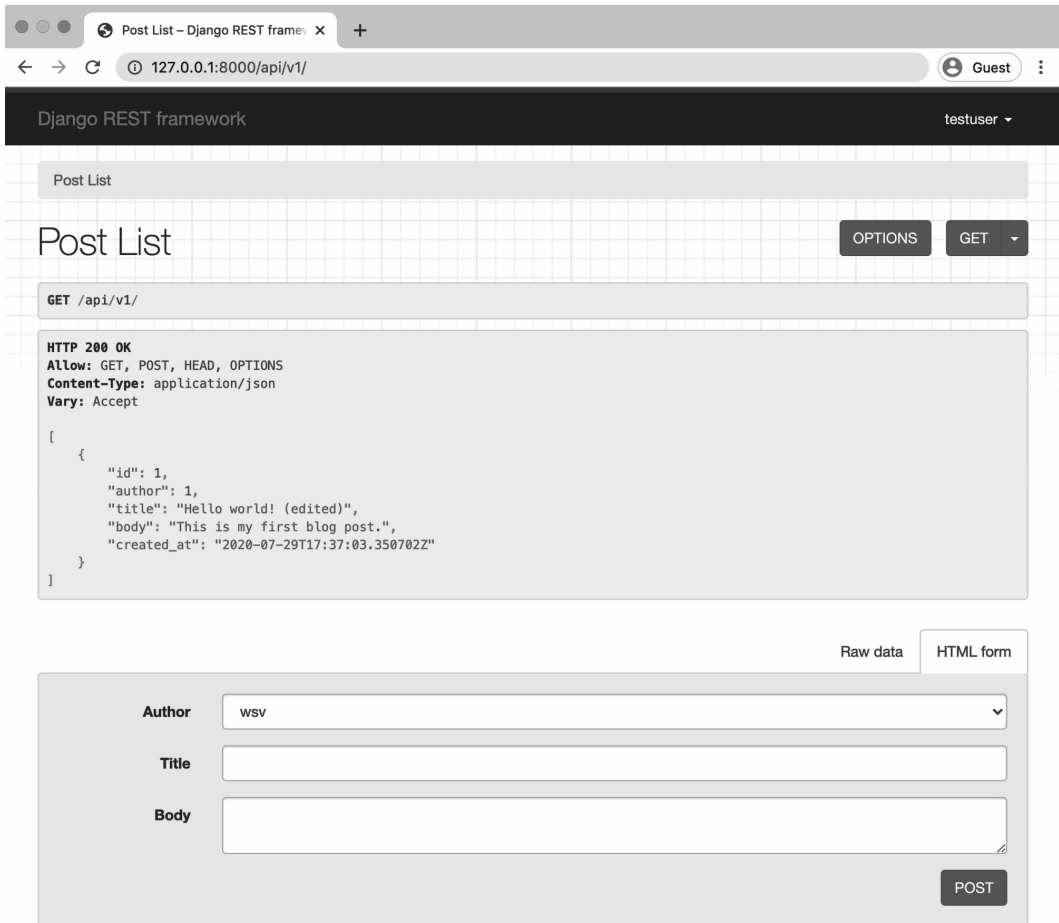 Post List – Django REST framew
127.0.0.1:8000/api/v1/
Guest
Django REST framework
testuser
Post List
Post List
OPTIONS
GET
GET /api/v1/
HTTP 200 OK
Allow: GET, POST, HEAD, OPTIONS
Content-Type: application/json
Vary: Accept
[
    {
        "id": 1,
        "author": 1,
        "title": "Hello world! (edited)",
        "body": "This is my first blog post.",
        "created_at": "2020-07-29T17:37:03.350702Z"
    }
]
Raw data
HTML form
Author
wsv
Title
Body
POST